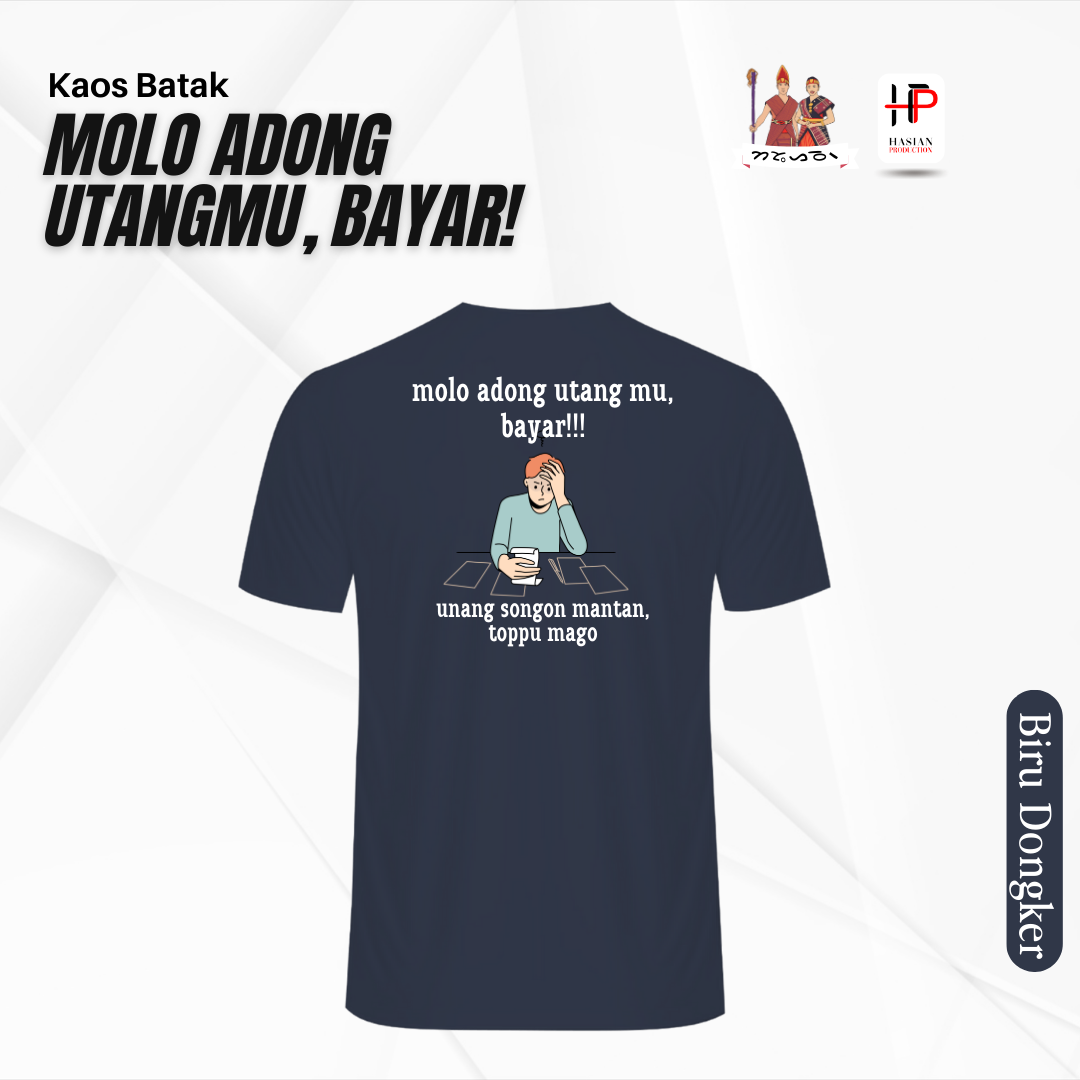 Kaos Batak
MOLO ADONG
UTANGMU, BAYAR!
HASIAN
PRODUCTION
molo adong utang mu,
bayar!!!
unang songon mantan,
toppu mago
Biru Dongker